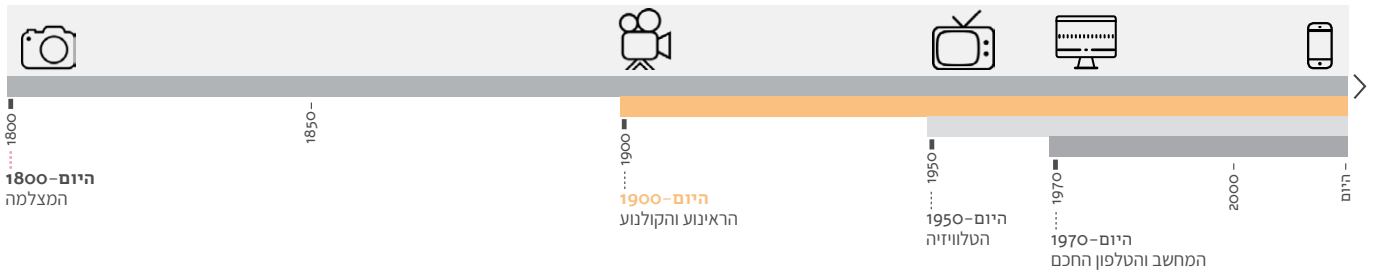 1800
1850-
1900
1950
1970
2000 -
היום -
1800-היום
המצלמה
1900-היום
הראינוע והקולנוע
1950-היום
הטלוויזיה
1970-היום
המחשב והטלפון החכם